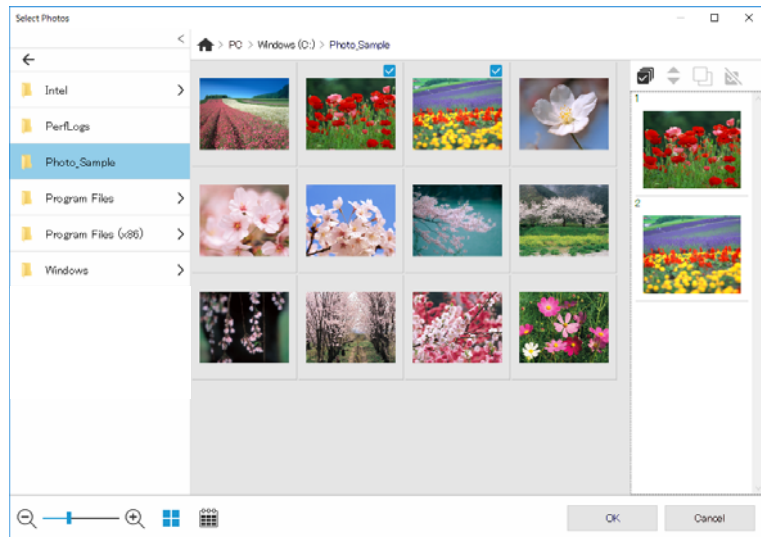 Select Photos
<
PC > Windows (C:) > Photo_Sample
Intel
PerfLogs
Photo_Sample
Program Files
Program Files (x86)
Windows
1
2
OK
Cancel